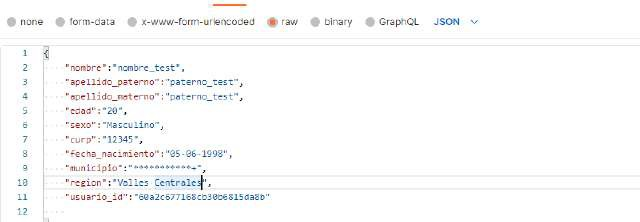 none form-data x-www-form-urlencoded raw binary GraphQL JSON
1 {
2 "nombre":"nombre_test",
3 "apellido_paterno":"paterno_test",
4 "apellido_materno":"paterno_test",
5 "edad":"20",
6 "sexo":"Masculino",
7 "curp":"12345",
8 "fecha_nacimiento":"05-06-1998",
9 "municipio":"***********+",
10 "region":"Valles Centrales",
11 "usuario_id":"60a2c677168cb30b6815da8b"
12